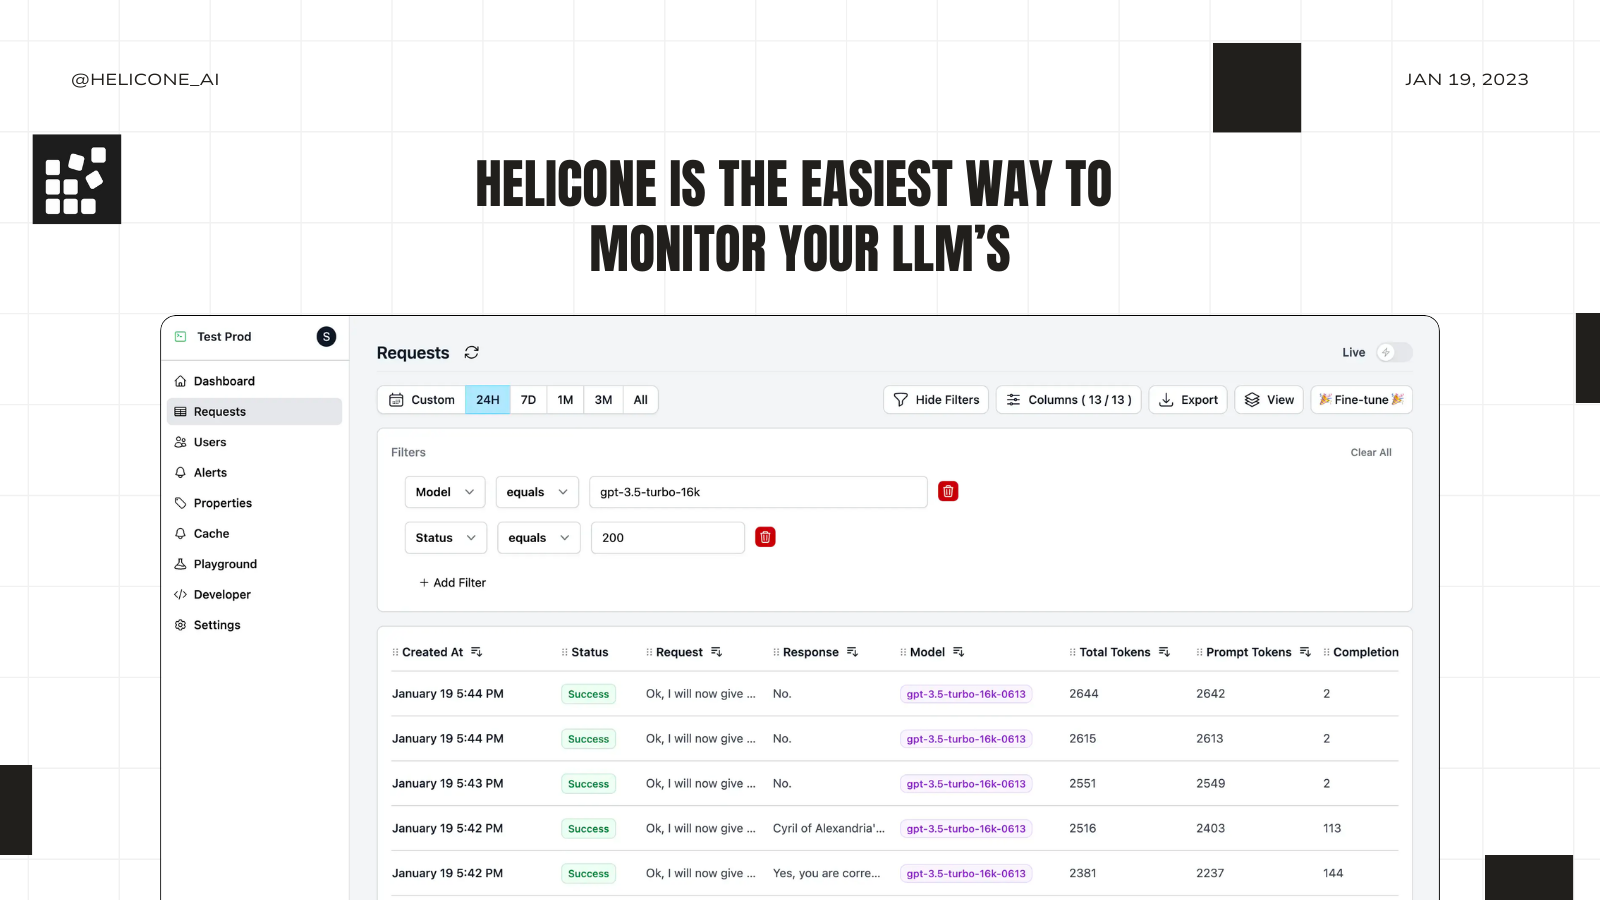 @HELICONE_AI
JAN 19, 2023
HELICONE IS THE EASIEST WAY TO
MONITOR YOUR LLM’S
Test Prod
S
Dashboard
Requests
Users
Alerts
Properties
Cache
Playground
Developer
Settings
Requests
Live
Custom 24H 7D 1M 3M All
Hide Filters Columns ( 13 / 13 ) Export View 🎉 Fine-tune 🎉
Filters Clear All
Model equals gpt-3.5-turbo-16k
Status equals 200
+ Add Filter
Created At Status Request Response Model Total Tokens Prompt Tokens Completion
January 19 5:44 PM Success Ok, I will now give ... No. gpt-3.5-turbo-16k-0613 2644 2642 2
January 19 5:44 PM Success Ok, I will now give ... No. gpt-3.5-turbo-16k-0613 2615 2613 2
January 19 5:43 PM Success Ok, I will now give ... No. gpt-3.5-turbo-16k-0613 2551 2549 2
January 19 5:42 PM Success Ok, I will now give ... Cyril of Alexandria'... gpt-3.5-turbo-16k-0613 2516 2403 113
January 19 5:42 PM Success Ok, I will now give ... Yes, you are corre... gpt-3.5-turbo-16k-0613 2381 2237 144